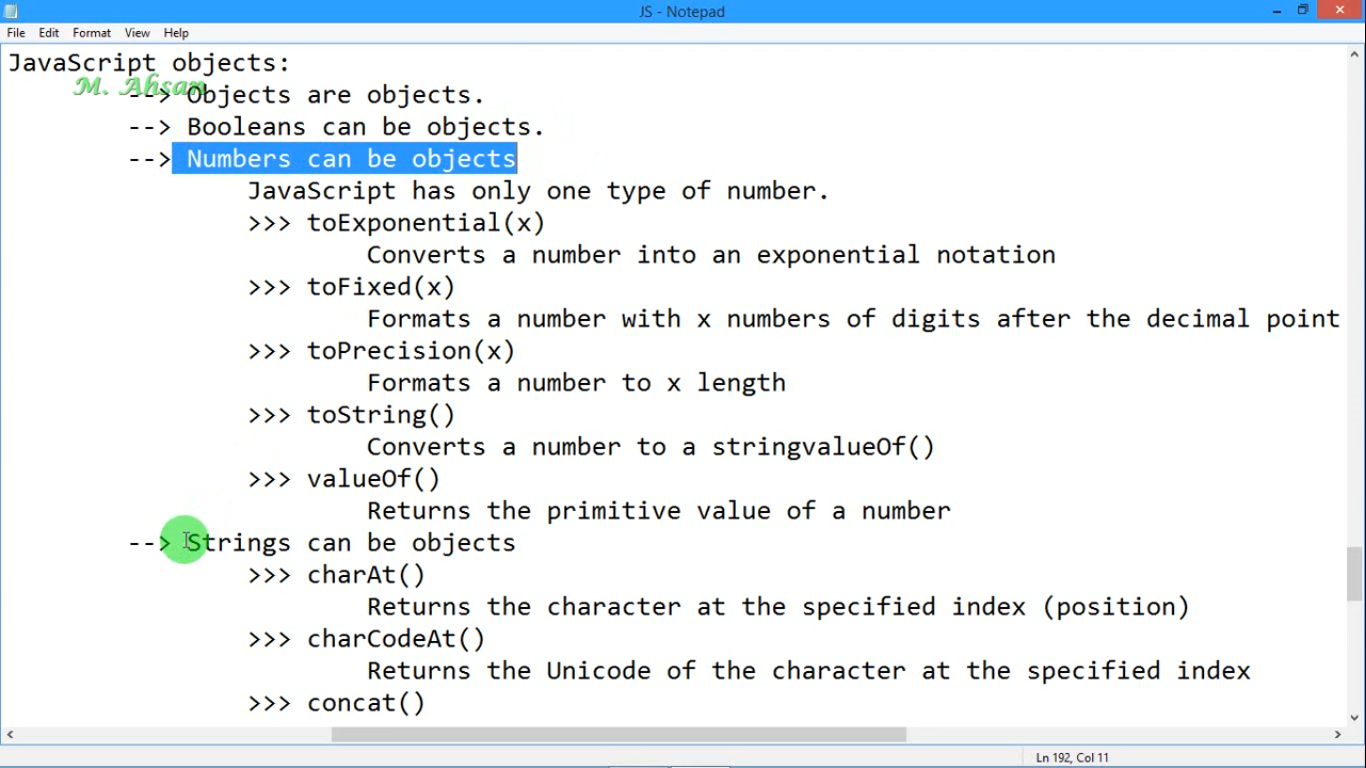 JS - Notepad
File Edit Format View Help
JavaScript objects:
M. Ahsan
--> Objects are objects.
--> Booleans can be objects.
--> Numbers can be objects
JavaScript has only one type of number.
>>> toExponential(x)
Converts a number into an exponential notation
>>> toFixed(x)
Formats a number with x numbers of digits after the decimal point
>>> toPrecision(x)
Formats a number to x length
>>> toString()
Converts a number to a stringvalueOf()
>>> valueOf()
Returns the primitive value of a number
--> Strings can be objects
>>> charAt()
Returns the character at the specified index (position)
>>> charCodeAt()
Returns the Unicode of the character at the specified index
>>> concat()
Ln 192, Col 11